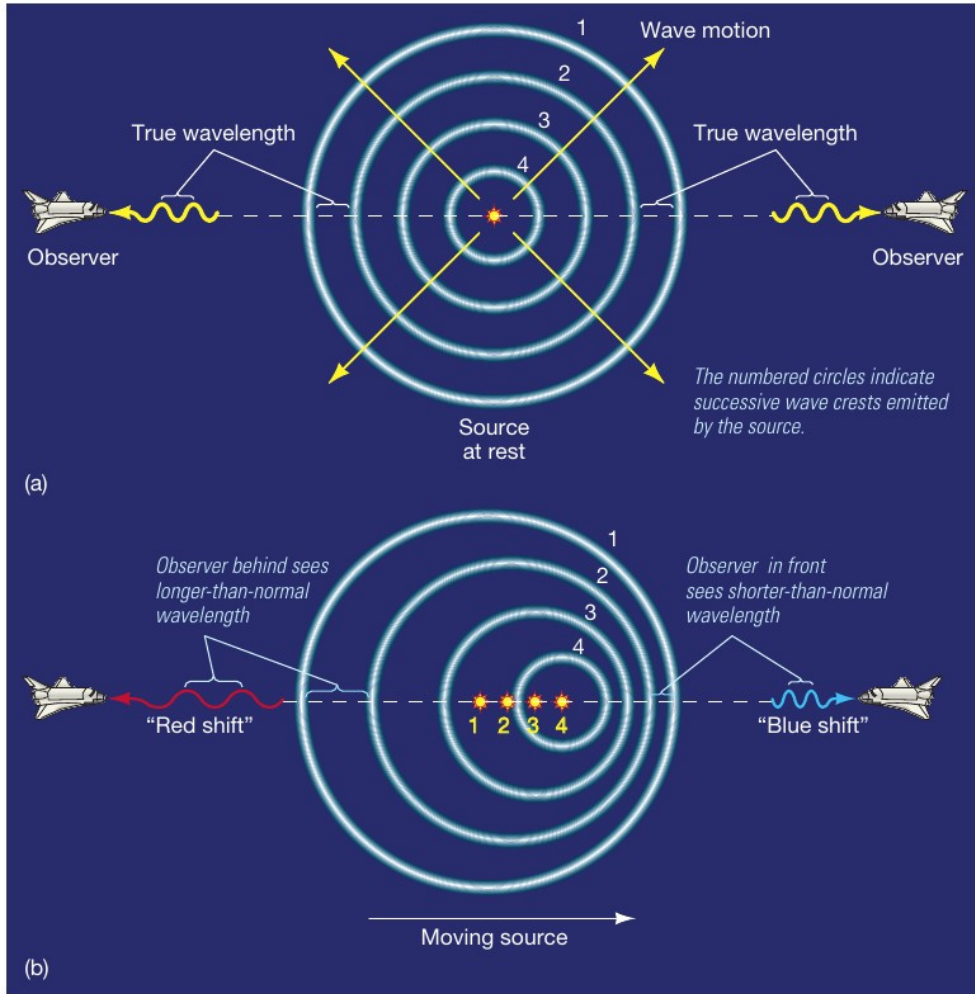 1
Wave motion
2
3
4
True wavelength
True wavelength
Observer
Observer
The numbered circles indicate
successive wave crests emitted
by the source.
Source
at rest
(a)
Observer behind sees
longer-than-normal
wavelength
1
2
3
4
Observer in front
sees shorter-than-normal
wavelength
"Red shift"
1 2 3 4
"Blue shift"
Moving source
(b)